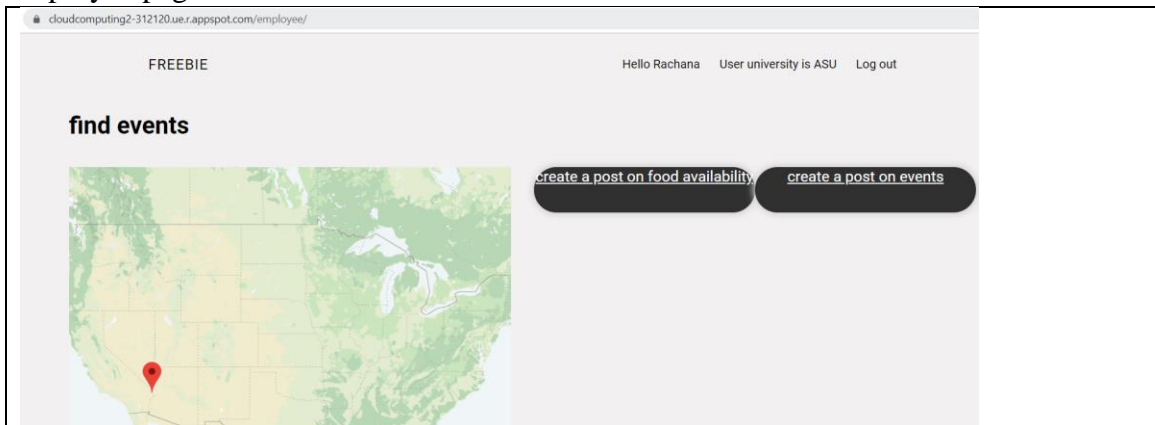 cloudcomputing2-312120.ue.r.appspot.com/employee/
FREEBIE
Hello Rachana User university is ASU Log out
find events
create a post on food availability create a post on events